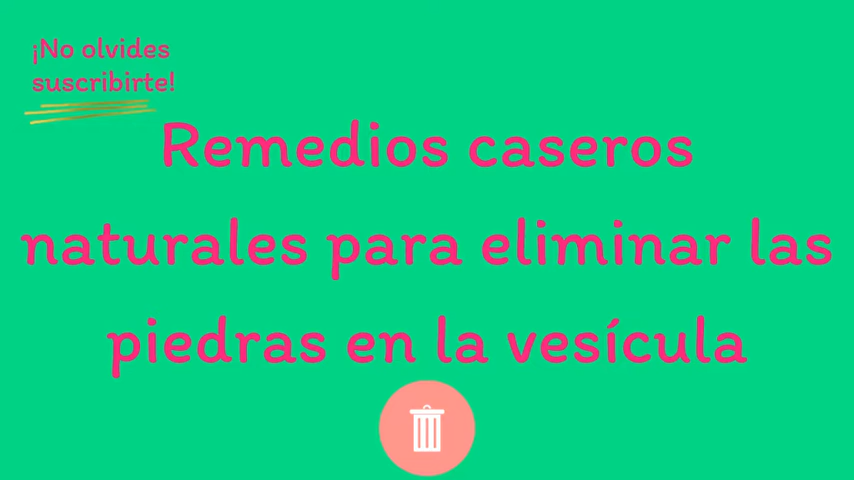 ¡No olvides
suscribirte!
Remedios caseros
naturales para eliminar las
piedras en la vesícula